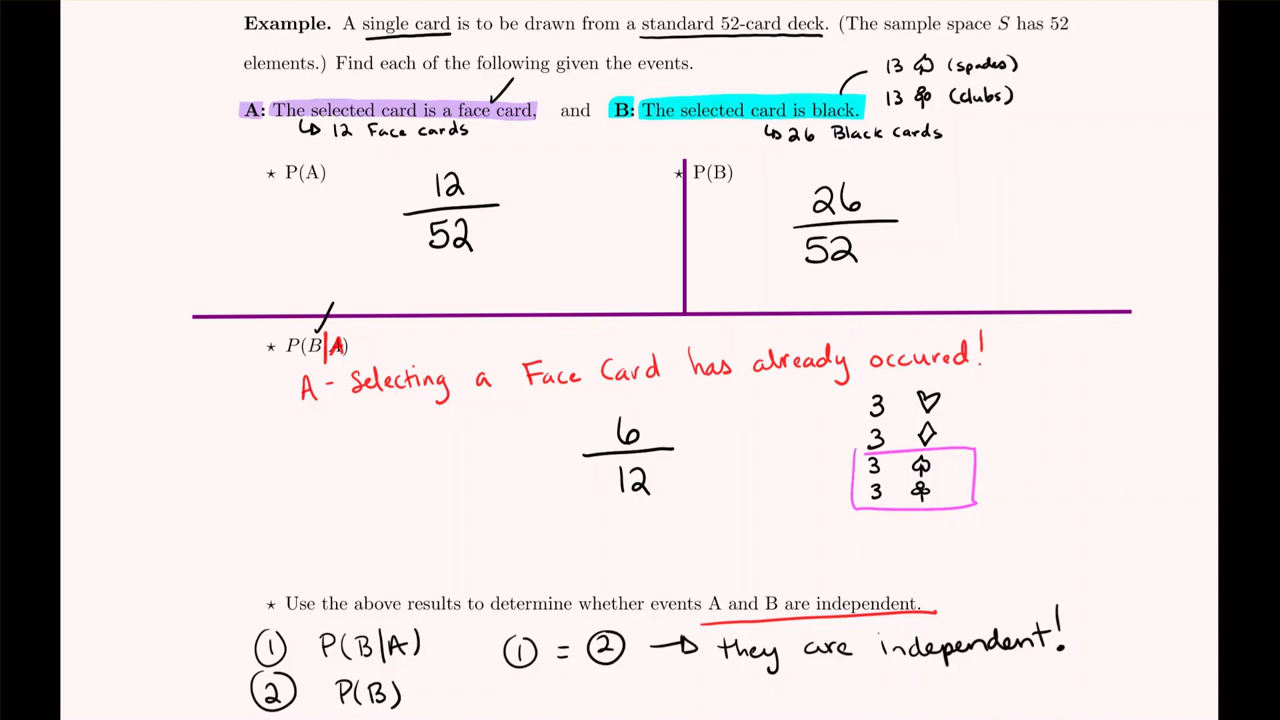 Example. A single card is to be drawn from a standard 52-card deck. (The sample space S has 52
elements.) Find each of the following given the events.
13 ♤ (spades)
13 ♧ (clubs)
A: The selected card is a face card, and B: The selected card is black.
↳ 12 Face cards
↳ 26 Black cards
⋆ P(A)
12
52
⋆ P(B)
26
52
⋆ P(B|A)
A - Selecting a Face Card has already occured!
6
12
3 ♡
3 ♢
3 ♤
3 ♧
⋆ Use the above results to determine whether events A and B are independent.
① P(B|A) ① = ② → they are independent!
② P(B)